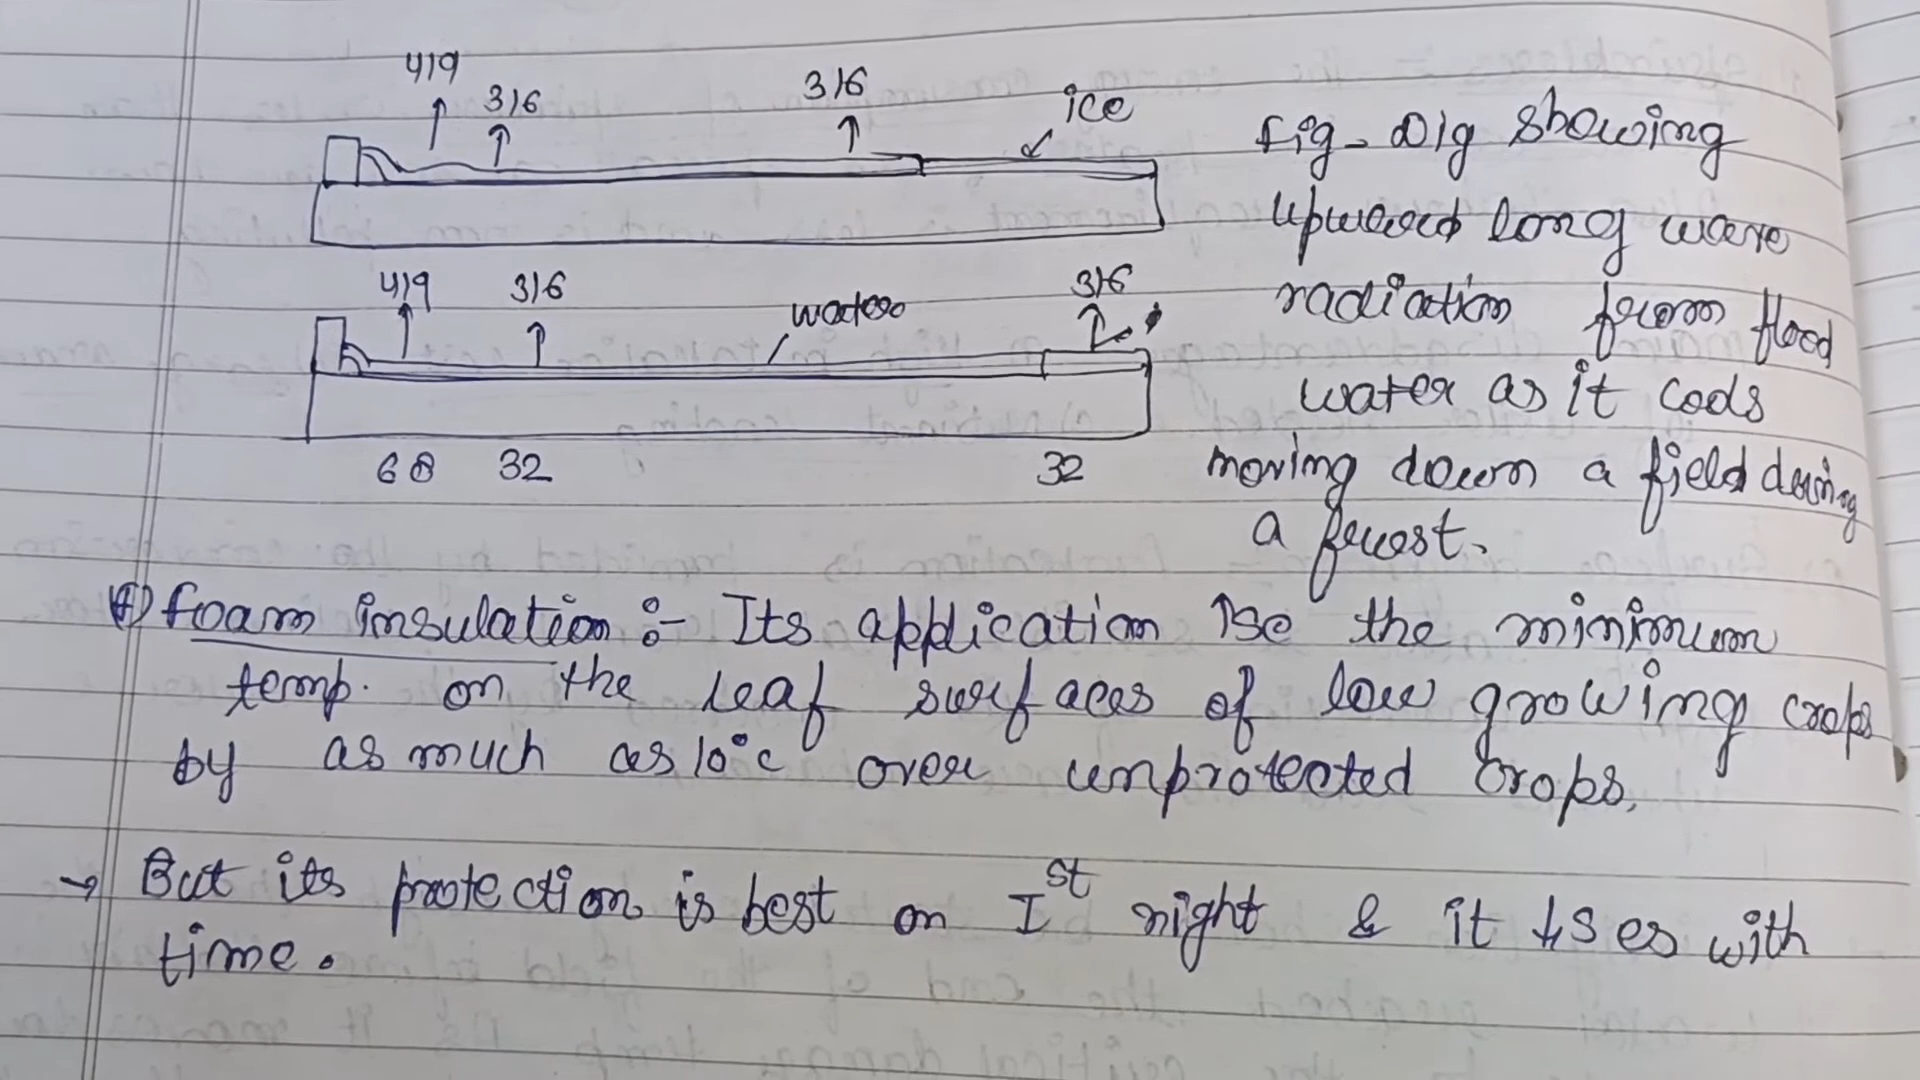 419
316
316
ice
419
316
water
316
68
32
32
Fig- Dig showing
upward long wave
radiation from flood
water as it cools
moving down a field during
a frost.
f) Foam insulation :- Its application ↑se the minimum
temp. on the leaf surfaces of low growing crops
by as much as 10°C over unprotected crops.
→ But its protection is best on Ist night & it ↓ses with
time.